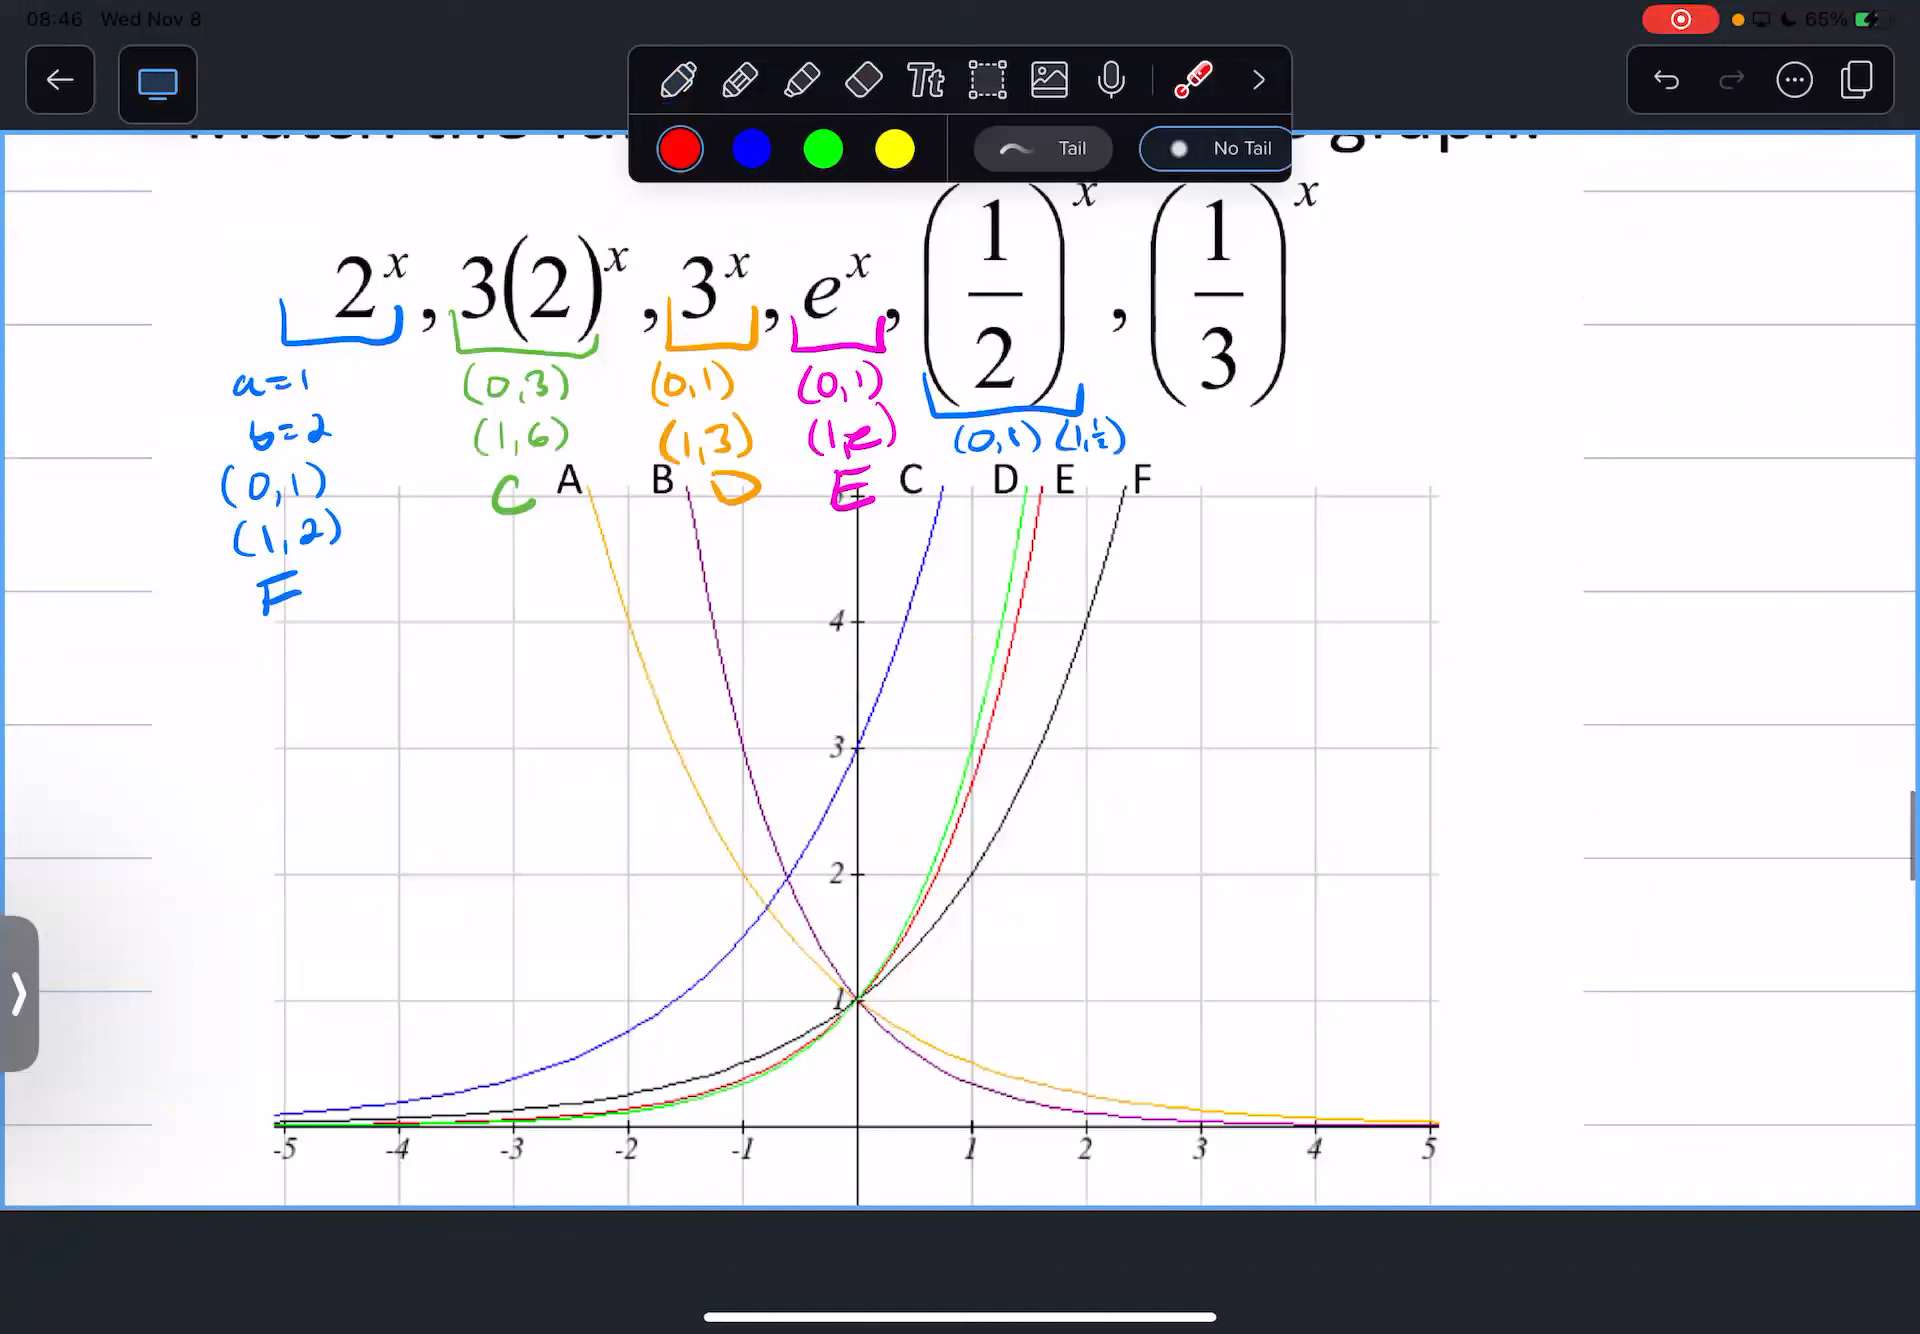 08:46 Wed Nov 8
65%
Tt
Tail
No Tail
graph.
2^x, 3(2)^x, 3^x, e^x, (1/2)^x, (1/3)^x
a=1
b=2
(0,1)
(1,2)
F
(0,3)
(1,6)
C
(0,1)
(1,3)
D
(0,1)
(1,e)
E
(0,1) (1,½)
A B C D E F
4
3
2
1
-5 -4 -3 -2 -1 1 2 3 4 5